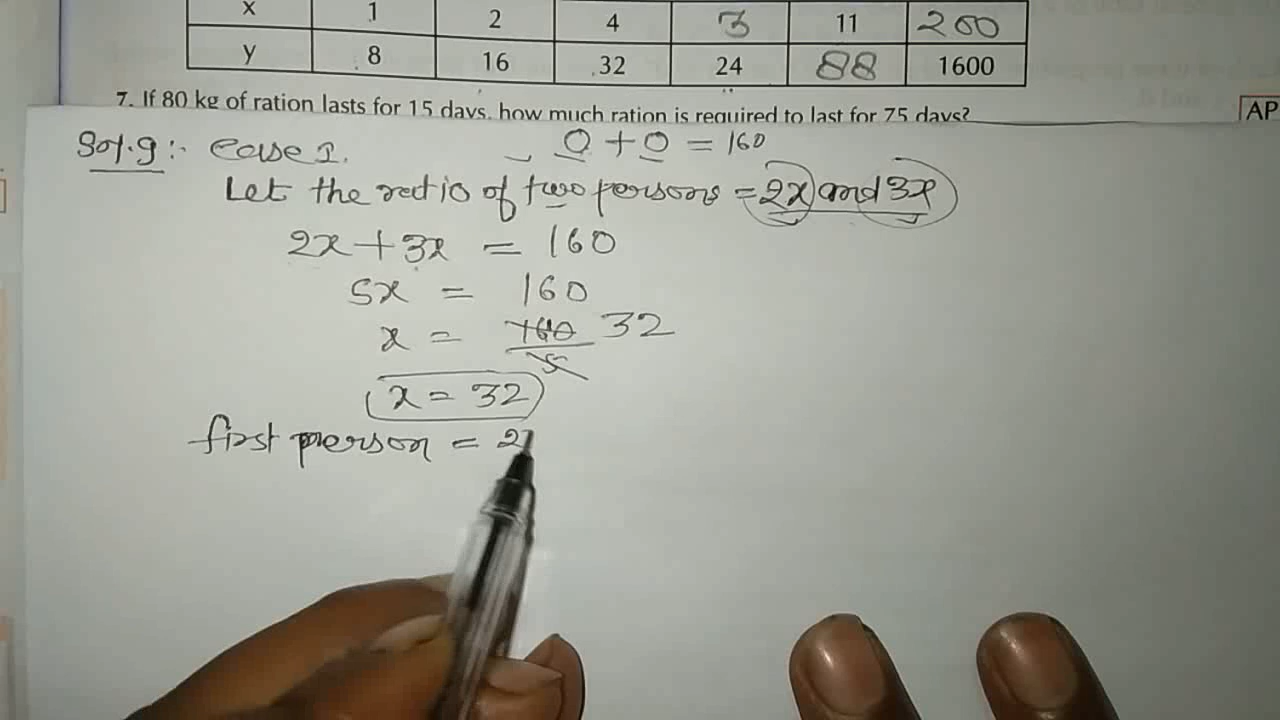 x 1 2 4 3 11 200
y 8 16 32 24 88 1600
7. If 80 kg of ration lasts for 15 days, how much ration is required to last for 75 days?
AP
Sol.9:- Case 1. 0 + 0 = 160
Let the ratio of two persons = 2x and 3x
2x + 3x = 160
5x = 160
x = 160/5 32
x = 32
first person = 2